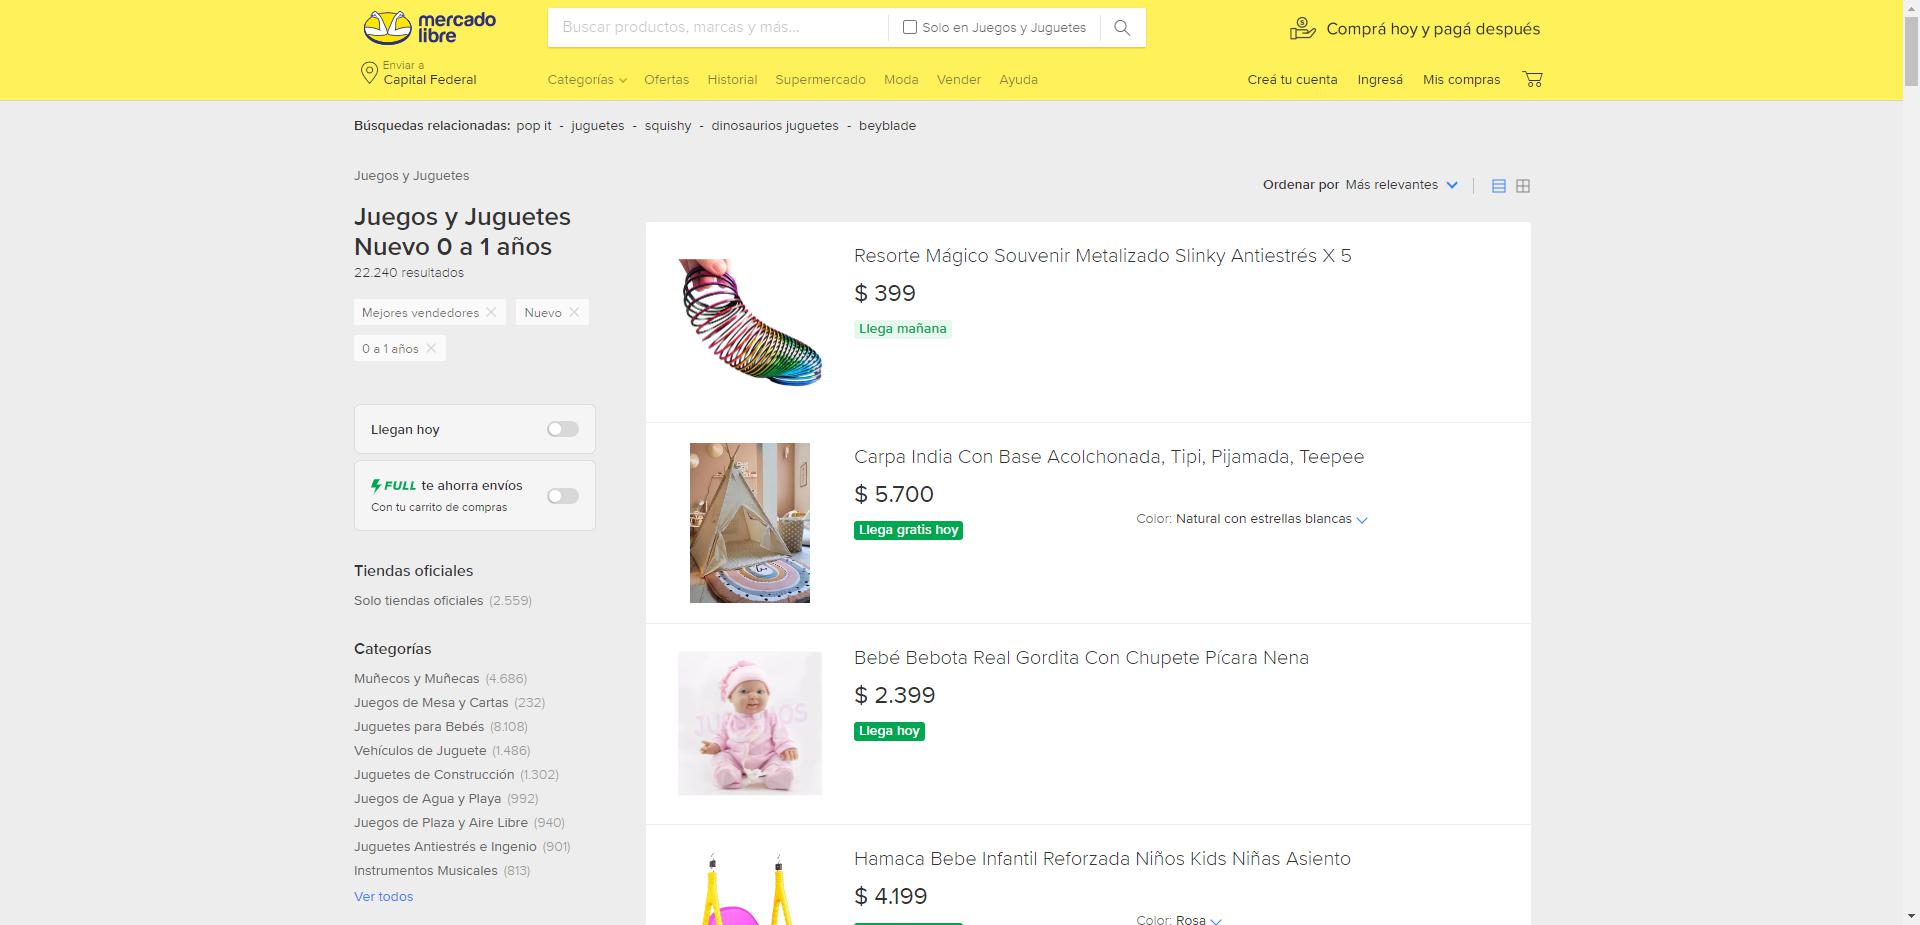 mercado
libre
Buscar productos, marcas y más...
Solo en Juegos y Juguetes
Comprá hoy y pagá después
Enviar a
Capital Federal
Categorías
Ofertas
Historial
Supermercado
Moda
Vender
Ayuda
Creá tu cuenta
Ingresá
Mis compras
Búsquedas relacionadas: pop it - juguetes - squishy - dinosaurios juguetes - beyblade
Juegos y Juguetes
Juegos y Juguetes
Nuevo 0 a 1 años
22.240 resultados
Mejores vendedores
Nuevo
0 a 1 años
Llegan hoy
FULL te ahorra envíos
Con tu carrito de compras
Tiendas oficiales
Solo tiendas oficiales (2.559)
Categorías
Muñecos y Muñecas (4.686)
Juegos de Mesa y Cartas (232)
Juguetes para Bebés (8.108)
Vehículos de Juguete (1.486)
Juguetes de Construcción (1.302)
Juegos de Agua y Playa (992)
Juegos de Plaza y Aire Libre (940)
Juguetes Antiestrés e Ingenio (901)
Instrumentos Musicales (813)
Ver todos
Ordenar por Más relevantes
Resorte Mágico Souvenir Metalizado Slinky Antiestrés X 5
$ 399
Llega mañana
Carpa India Con Base Acolchonada, Tipi, Pijamada, Teepee
$ 5.700
Llega gratis hoy
Color: Natural con estrellas blancas
Bebé Bebota Real Gordita Con Chupete Pícara Nena
$ 2.399
Llega hoy
Hamaca Bebe Infantil Reforzada Niños Kids Niñas Asiento
$ 4.199
Color: Rosa